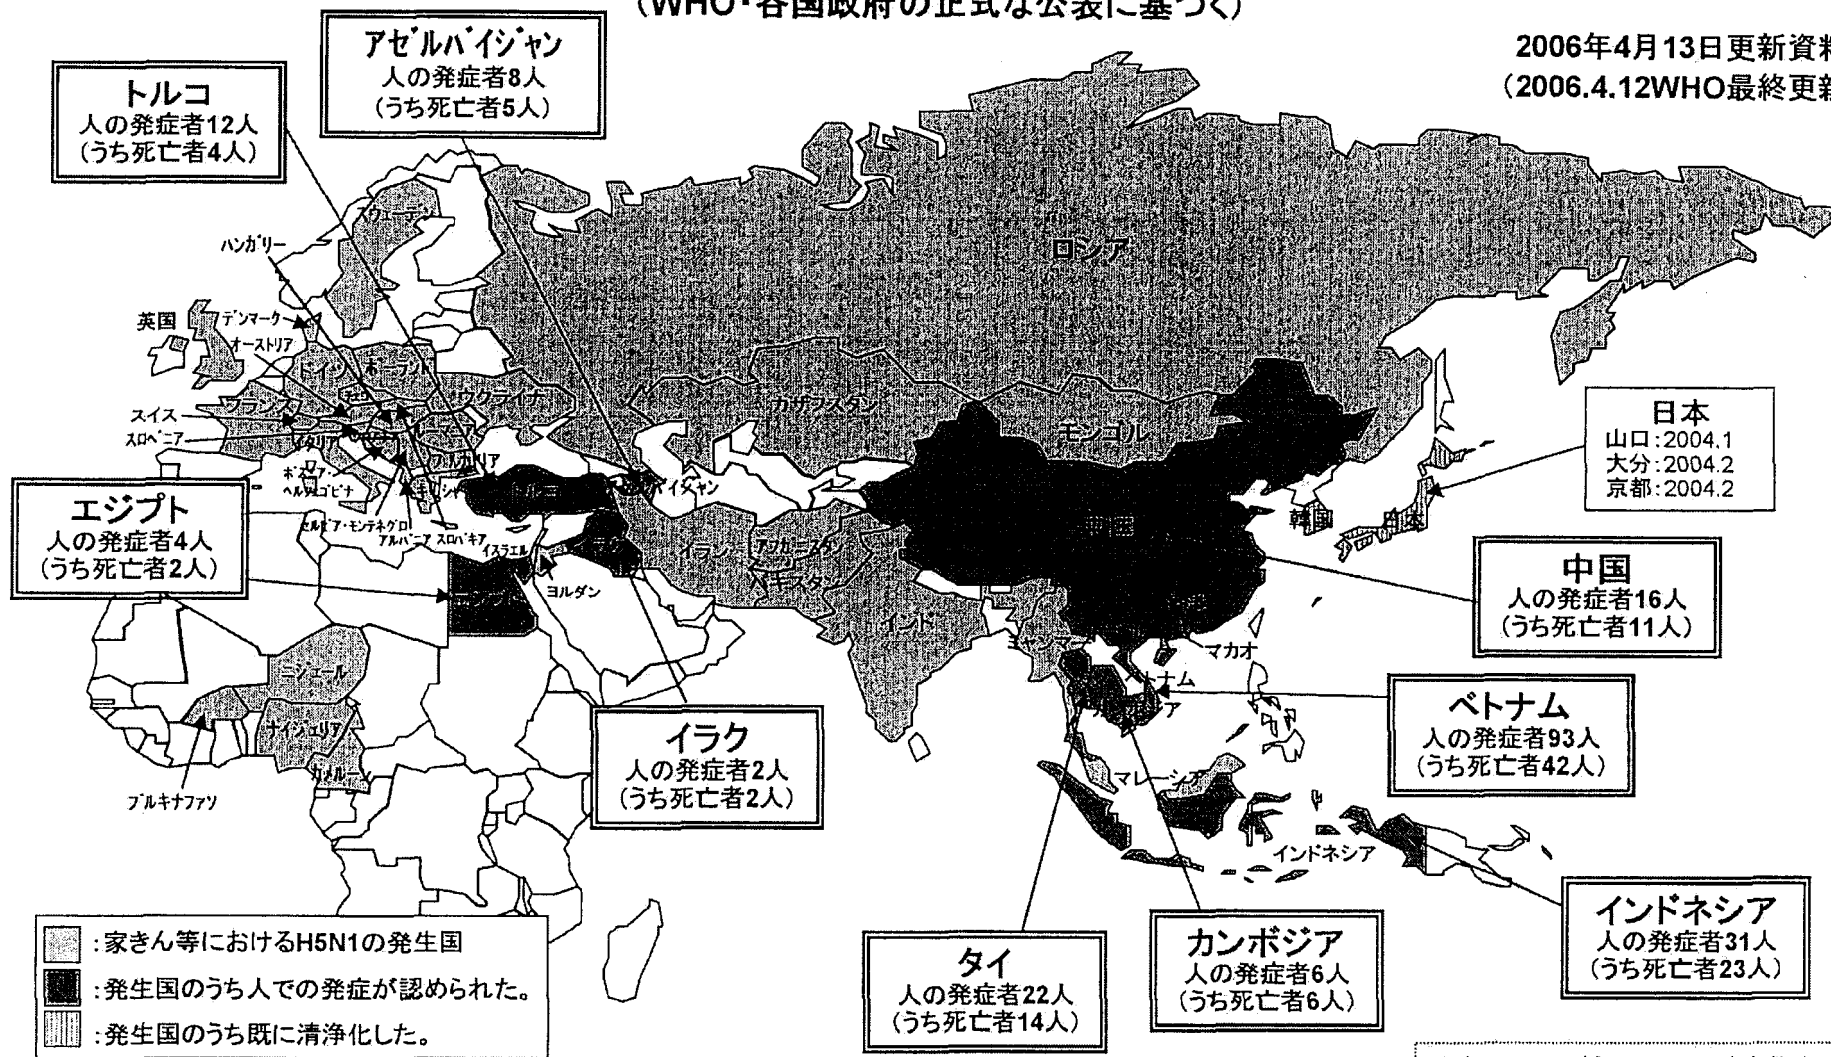 (WHO・各国政府の正式な公表に基づく)
2006年4月13日更新資料
(2006.4.12WHO最終更新
アゼルバイジャン
人の発症者8人
(うち死亡者5人)
トルコ
人の発症者12人
(うち死亡者4人)
スウェーデン
ハンガリー
ロシア
英国
デンマーク
オーストリア
ドイツ
ポーランド
ウクライナ
フランス
スイス
スロベニア
イタリア
ルーマニア
ブルガリア
カザフスタン
モンゴル
日本
山口:2004.1
大分:2004.2
京都:2004.2
ボスニア・
ヘルツェゴビナ
バイジャン
エジプト
人の発症者4人
(うち死亡者2人)
セルビア・モンテネグロ
アルバニア
スロバキア
イスラエル
ヨルダン
イラン
アフガニスタン
パキスタン
中国
韓国
日本
中国
人の発症者16人
(うち死亡者11人)
インド
ミャンマー
マカオ
ベトナム
ニジェール
ナイジェリア
カメルーン
ブルキナファソ
イラク
人の発症者2人
(うち死亡者2人)
ベトナム
人の発症者93人
(うち死亡者42人)
マレーシア
インドネシア
インドネシア
人の発症者31人
(うち死亡者23人)
カンボジア
人の発症者6人
(うち死亡者6人)
タイ
人の発症者22人
(うち死亡者14人)
:家きん等におけるH5N1の発生国
:発生国のうち人での発症が認められた。
:発生国のうち既に清浄化した。